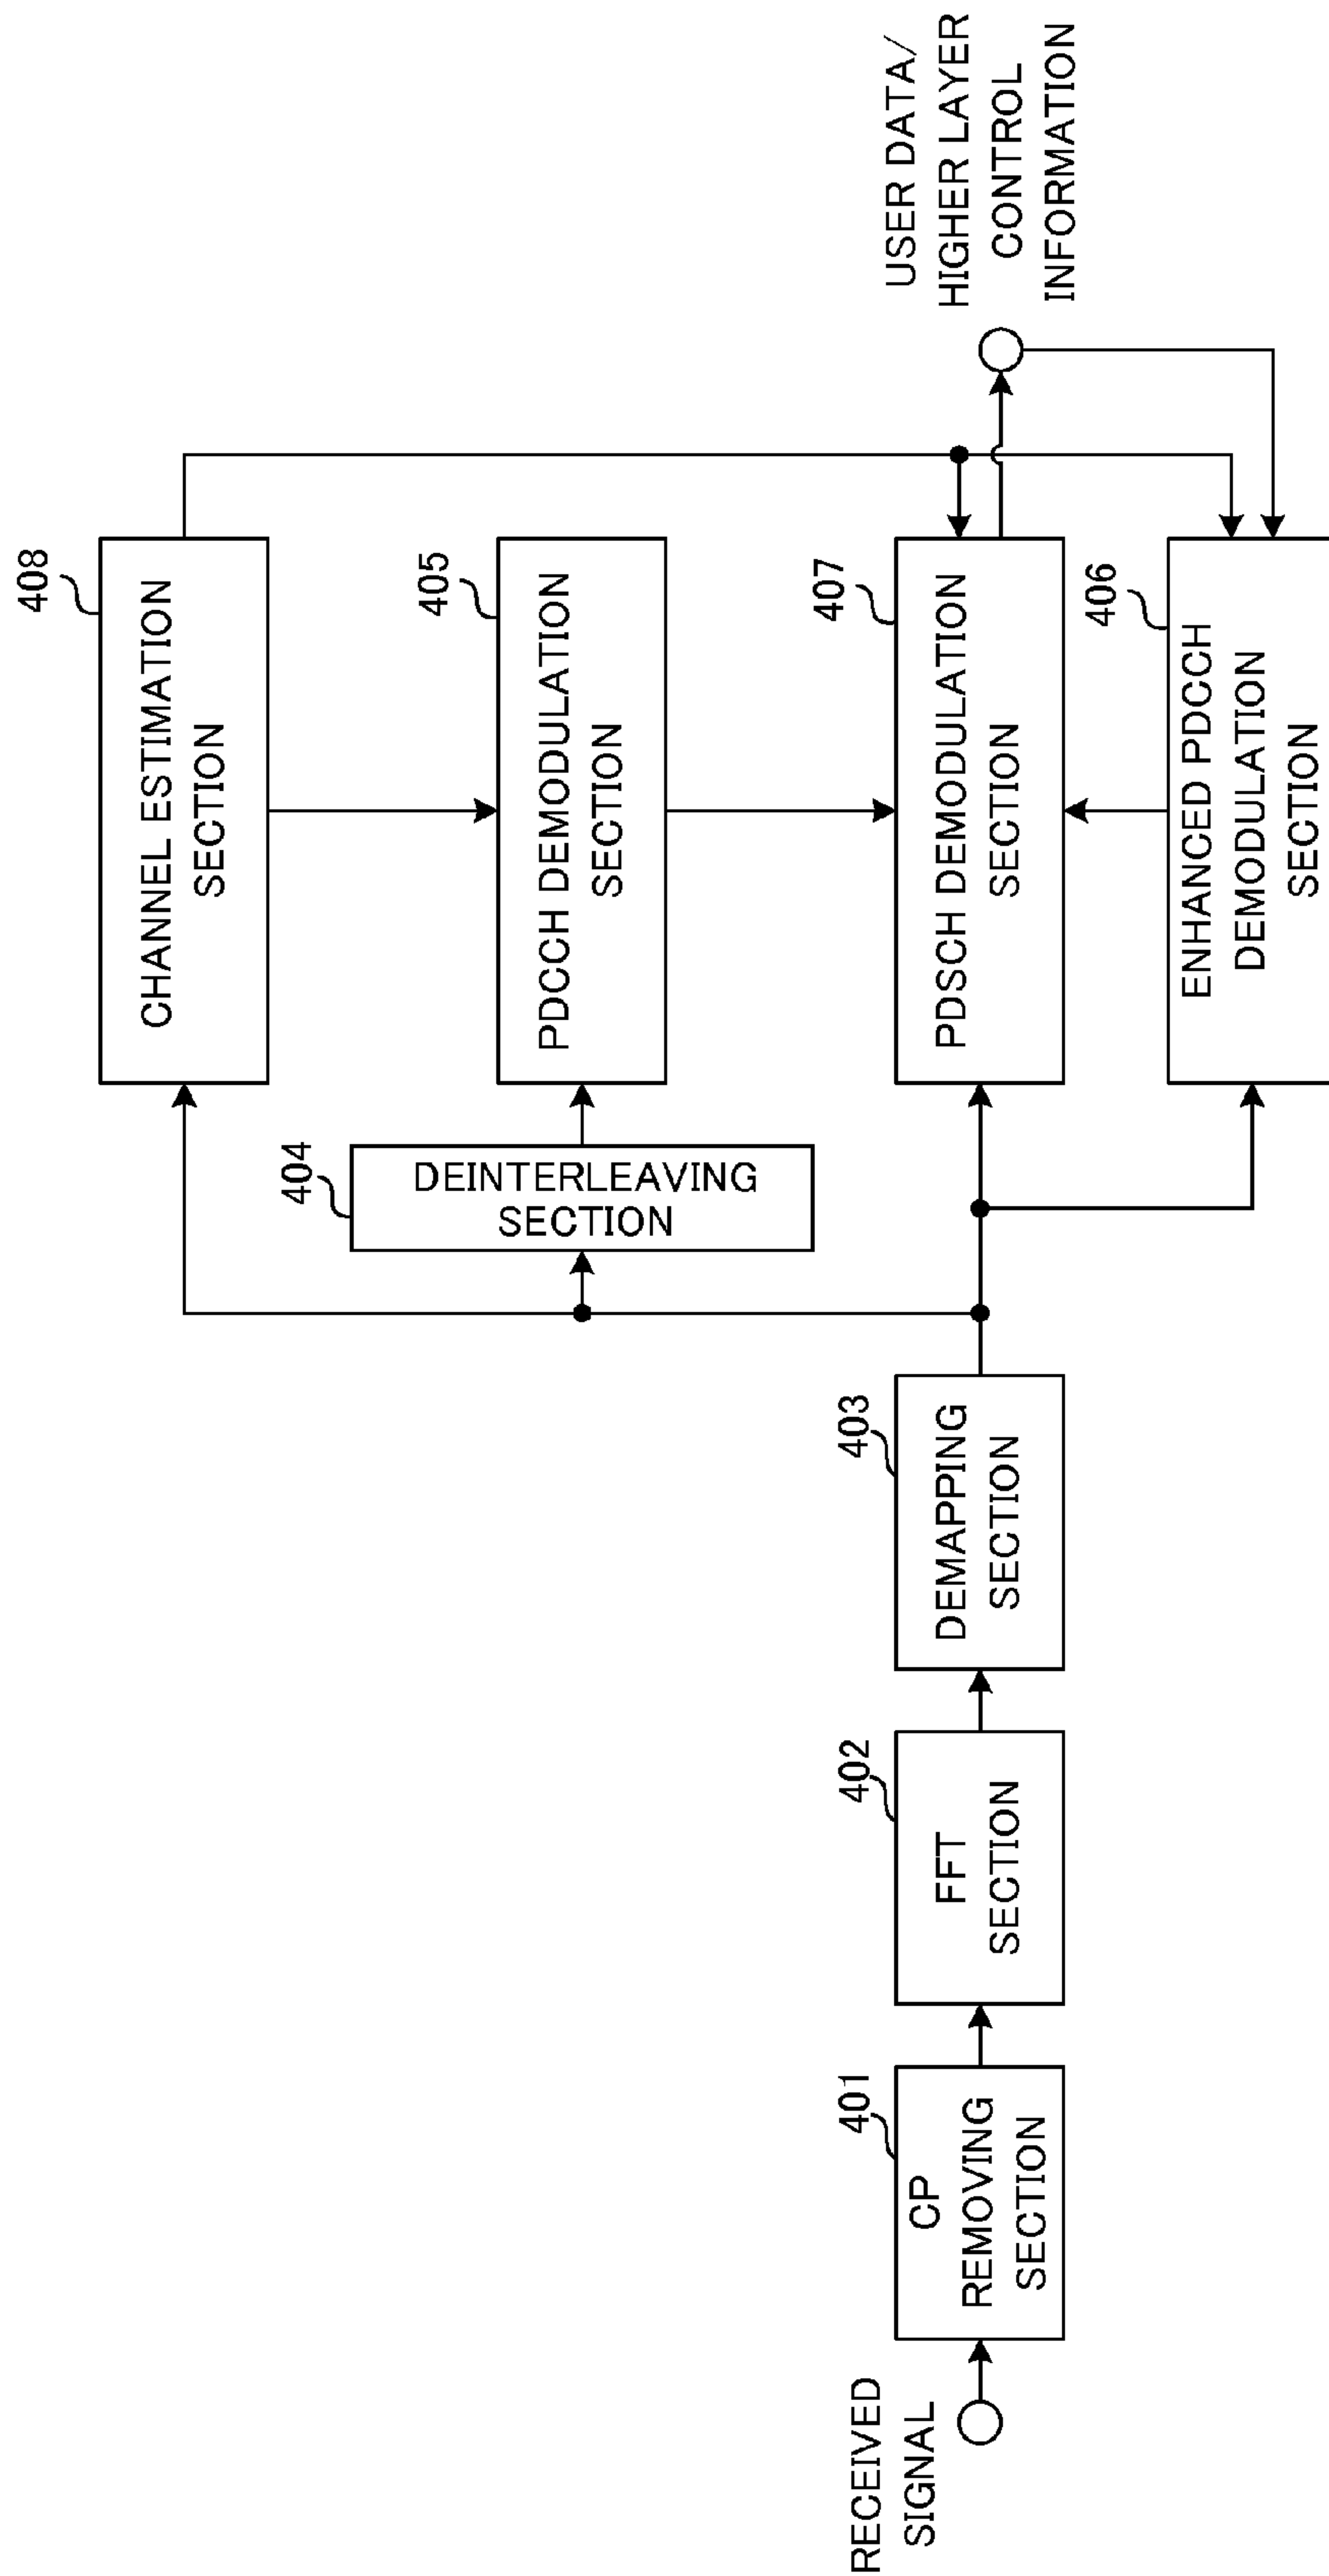 RECEIVED
SIGNAL
401
CP
REMOVING
SECTION
402
FFT
SECTION
403
DEMAPPING
SECTION
404
DEINTERLEAVING
SECTION
408
CHANNEL ESTIMATION
SECTION
405
PDCCH DEMODULATION
SECTION
407
PDSCH DEMODULATION
SECTION
406
ENHANCED PDCCH
DEMODULATION
SECTION
USER DATA/
HIGHER LAYER
CONTROL
INFORMATION